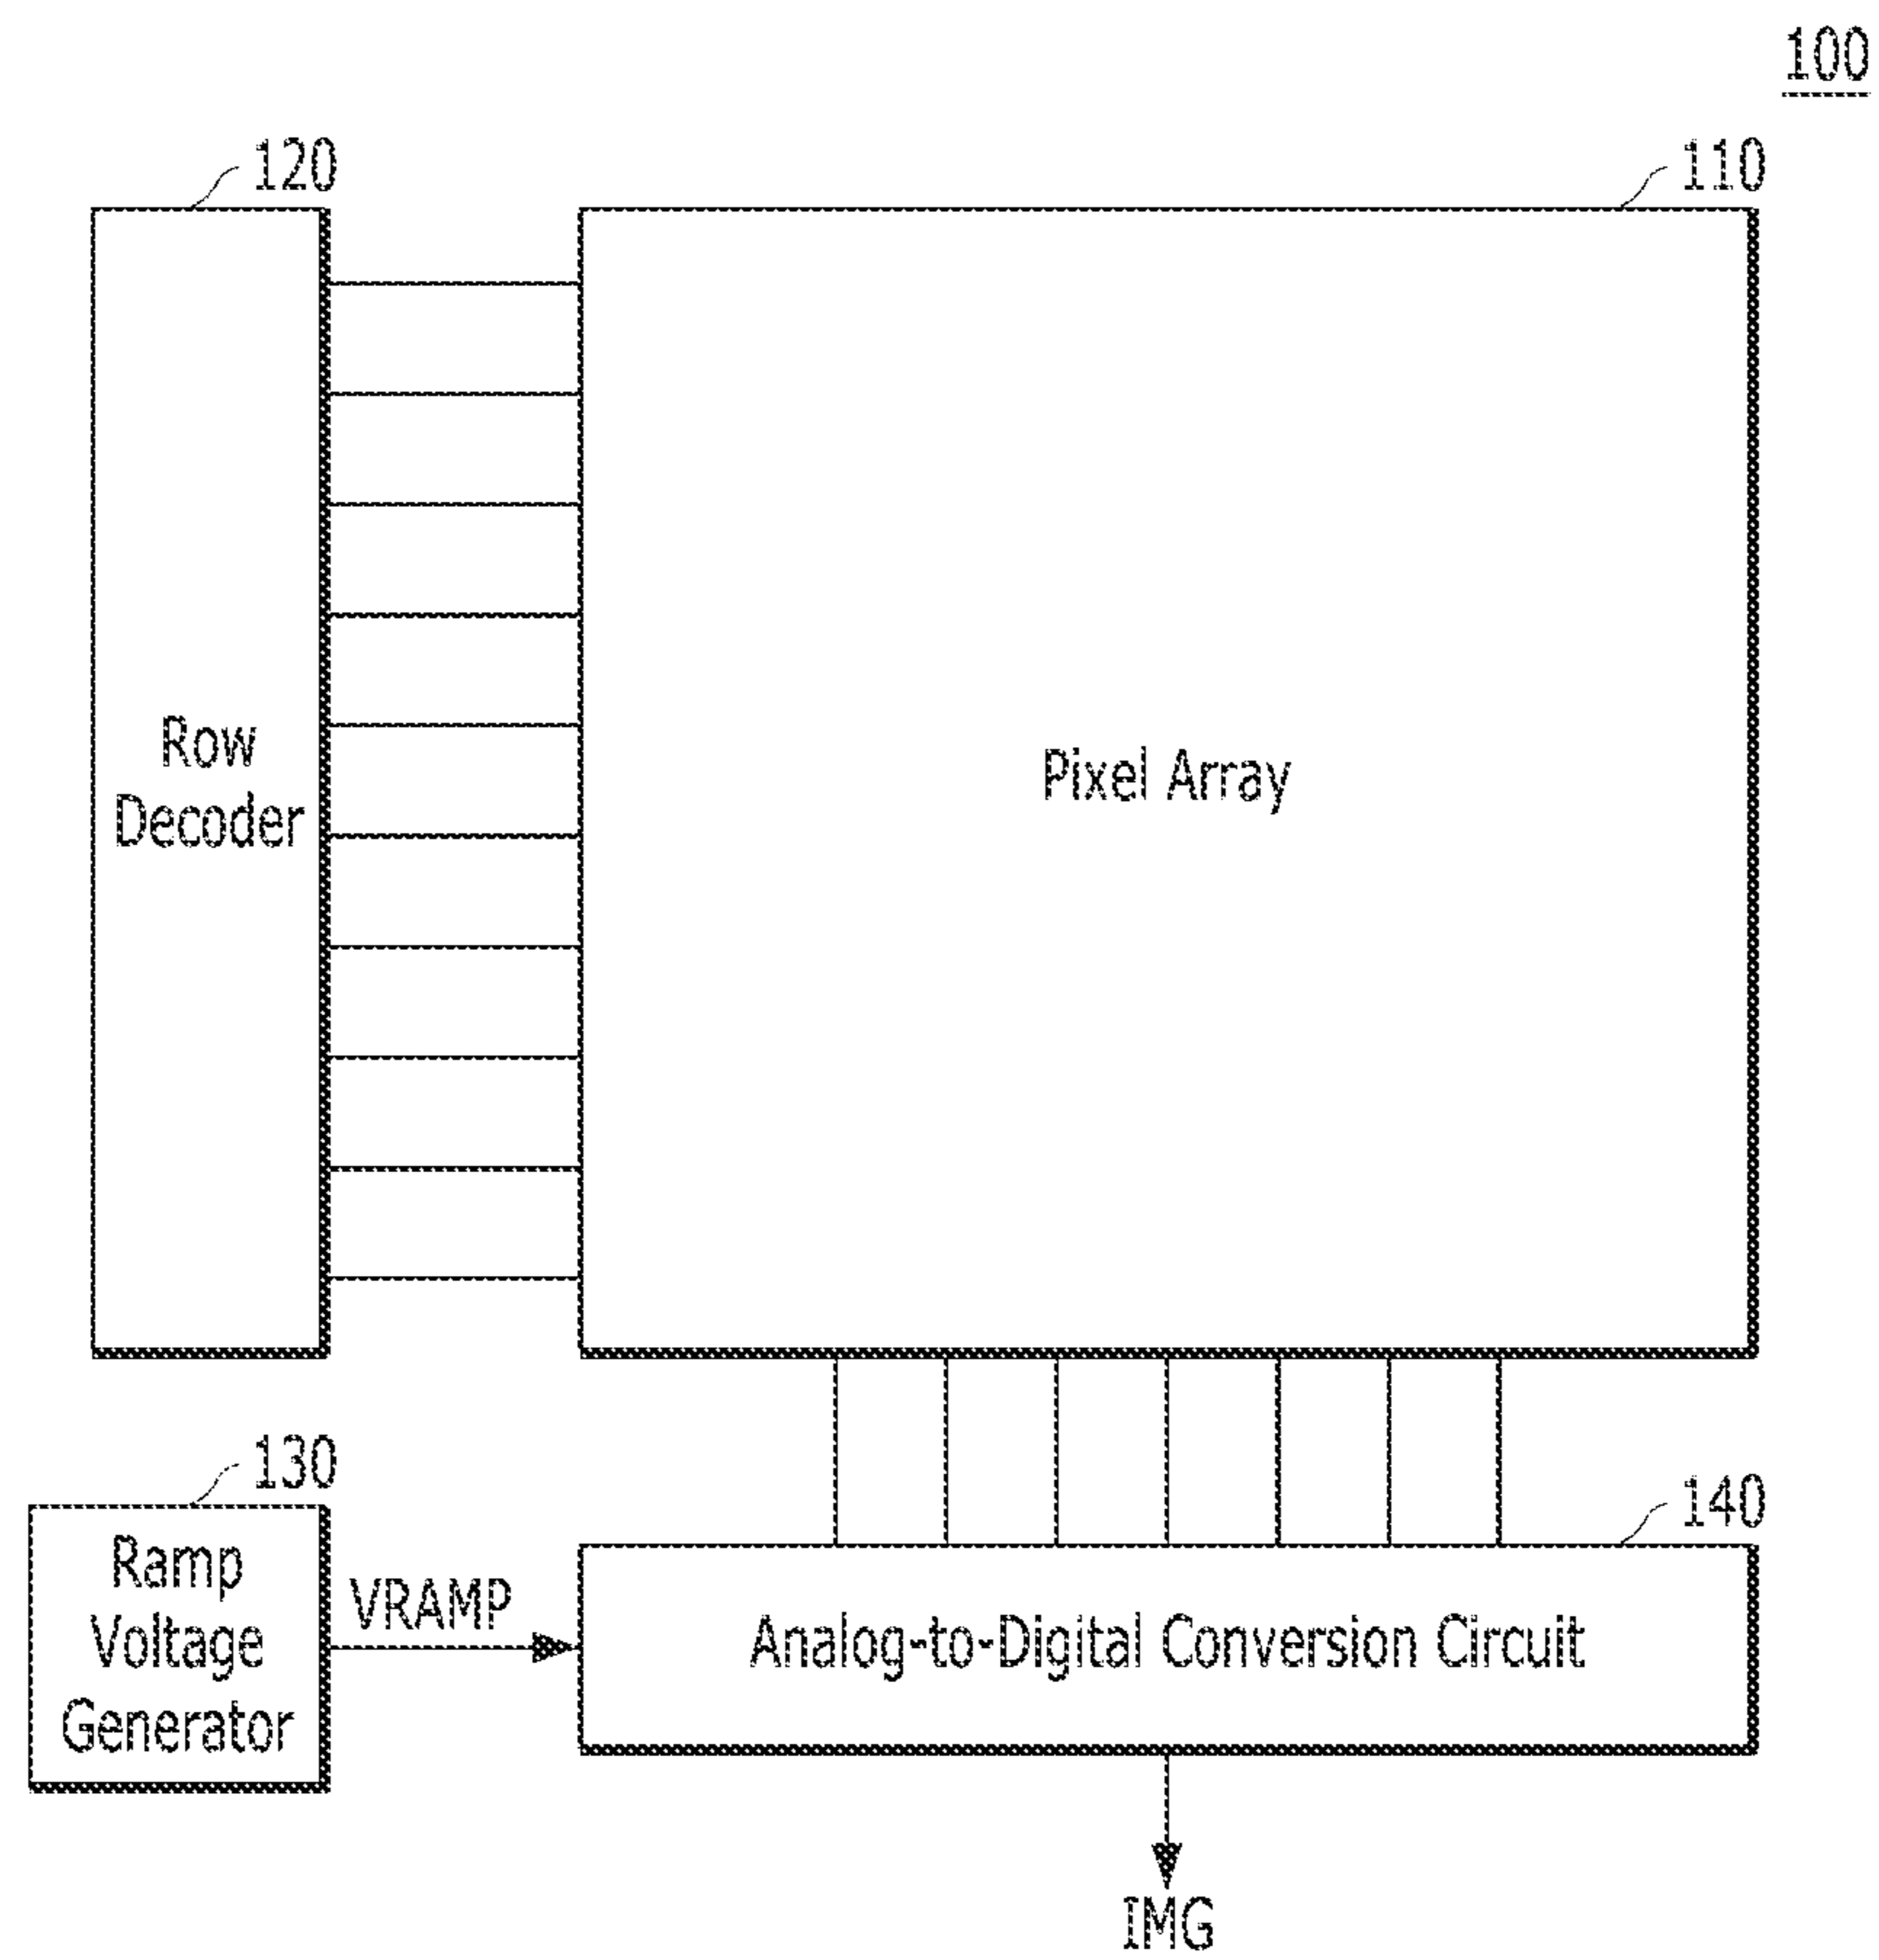 100
120
110
Row
Decoder
Pixel Array
130
140
Ramp
Voltage
Generator
VRAMP
Analog-to-Digital Conversion Circuit
IMG